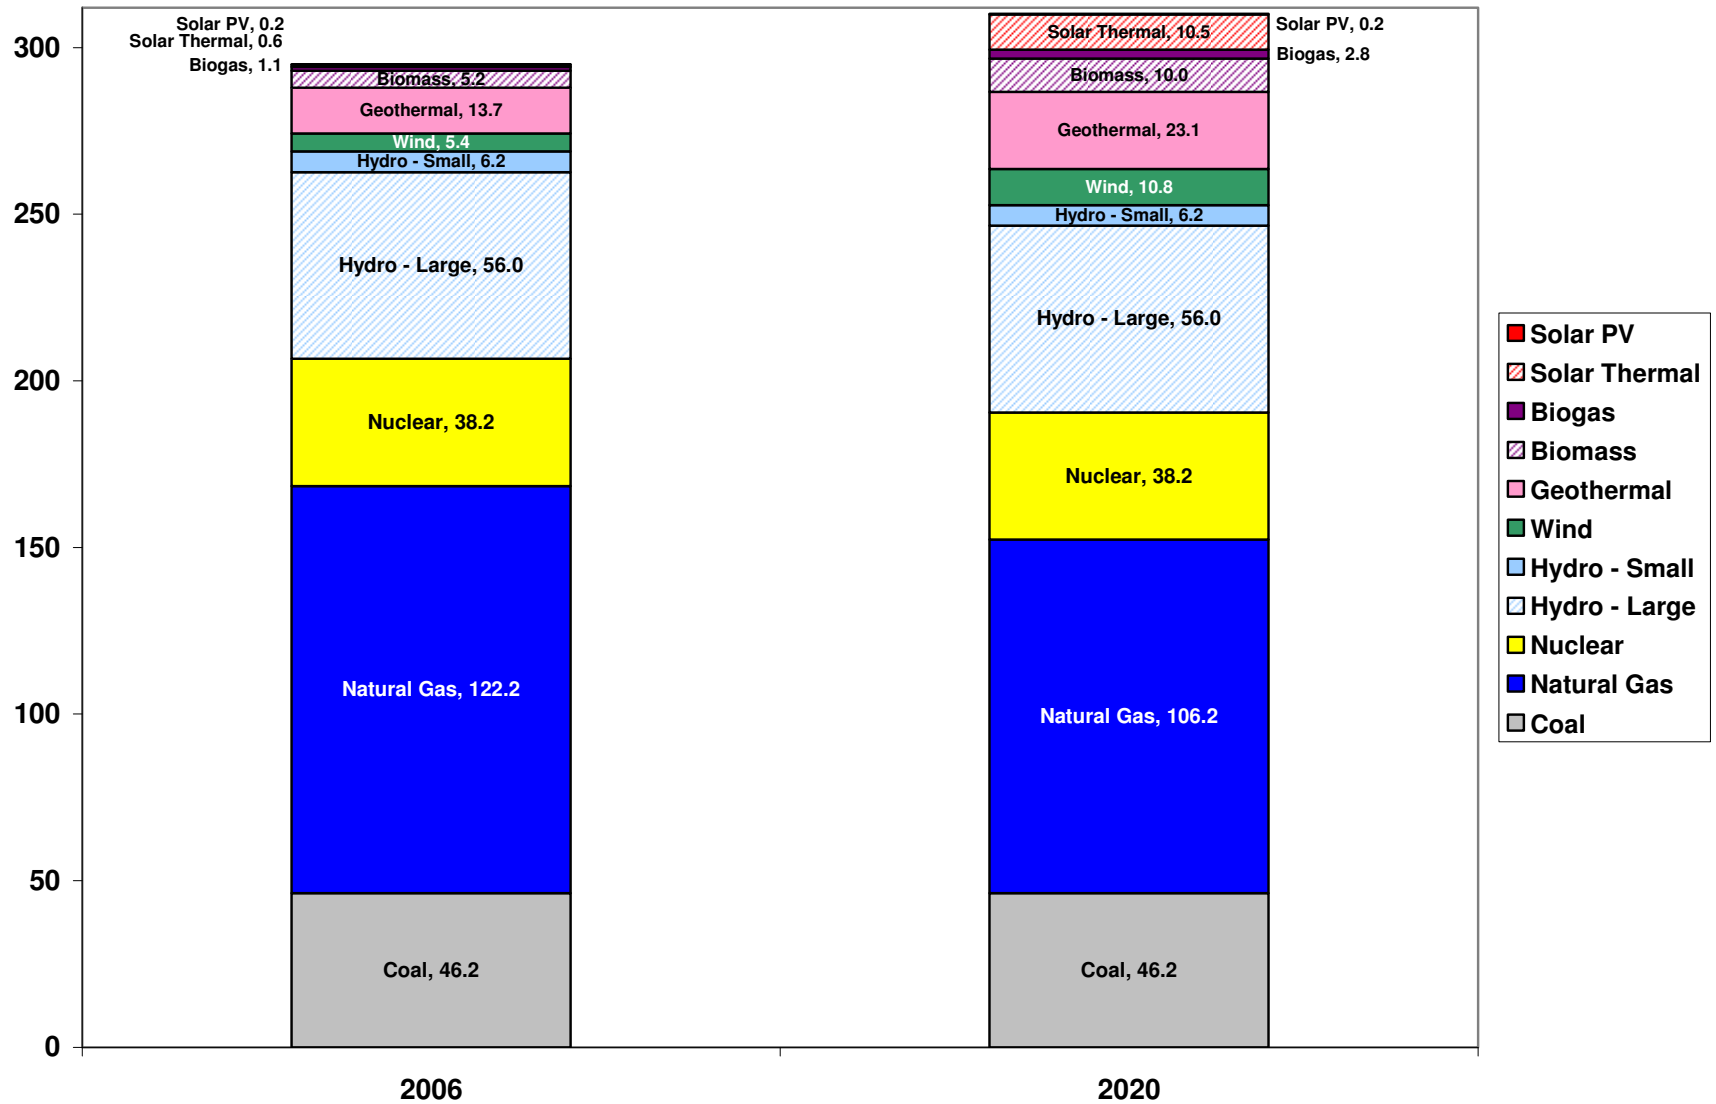 300
250
200
150
100
50
0
Solar PV, 0.2
Solar Thermal, 0.6
Biogas, 1.1
Biomass, 5.2
Geothermal, 13.7
Wind, 5.4
Hydro - Small, 6.2
Hydro - Large, 56.0
Nuclear, 38.2
Natural Gas, 122.2
Coal, 46.2
2006
Solar PV, 0.2
Solar Thermal, 10.5
Biogas, 2.8
Biomass, 10.0
Geothermal, 23.1
Wind, 10.8
Hydro - Small, 6.2
Hydro - Large, 56.0
Nuclear, 38.2
Natural Gas, 106.2
Coal, 46.2
2020
Solar PV
Solar Thermal
Biogas
Biomass
Geothermal
Wind
Hydro - Small
Hydro - Large
Nuclear
Natural Gas
Coal